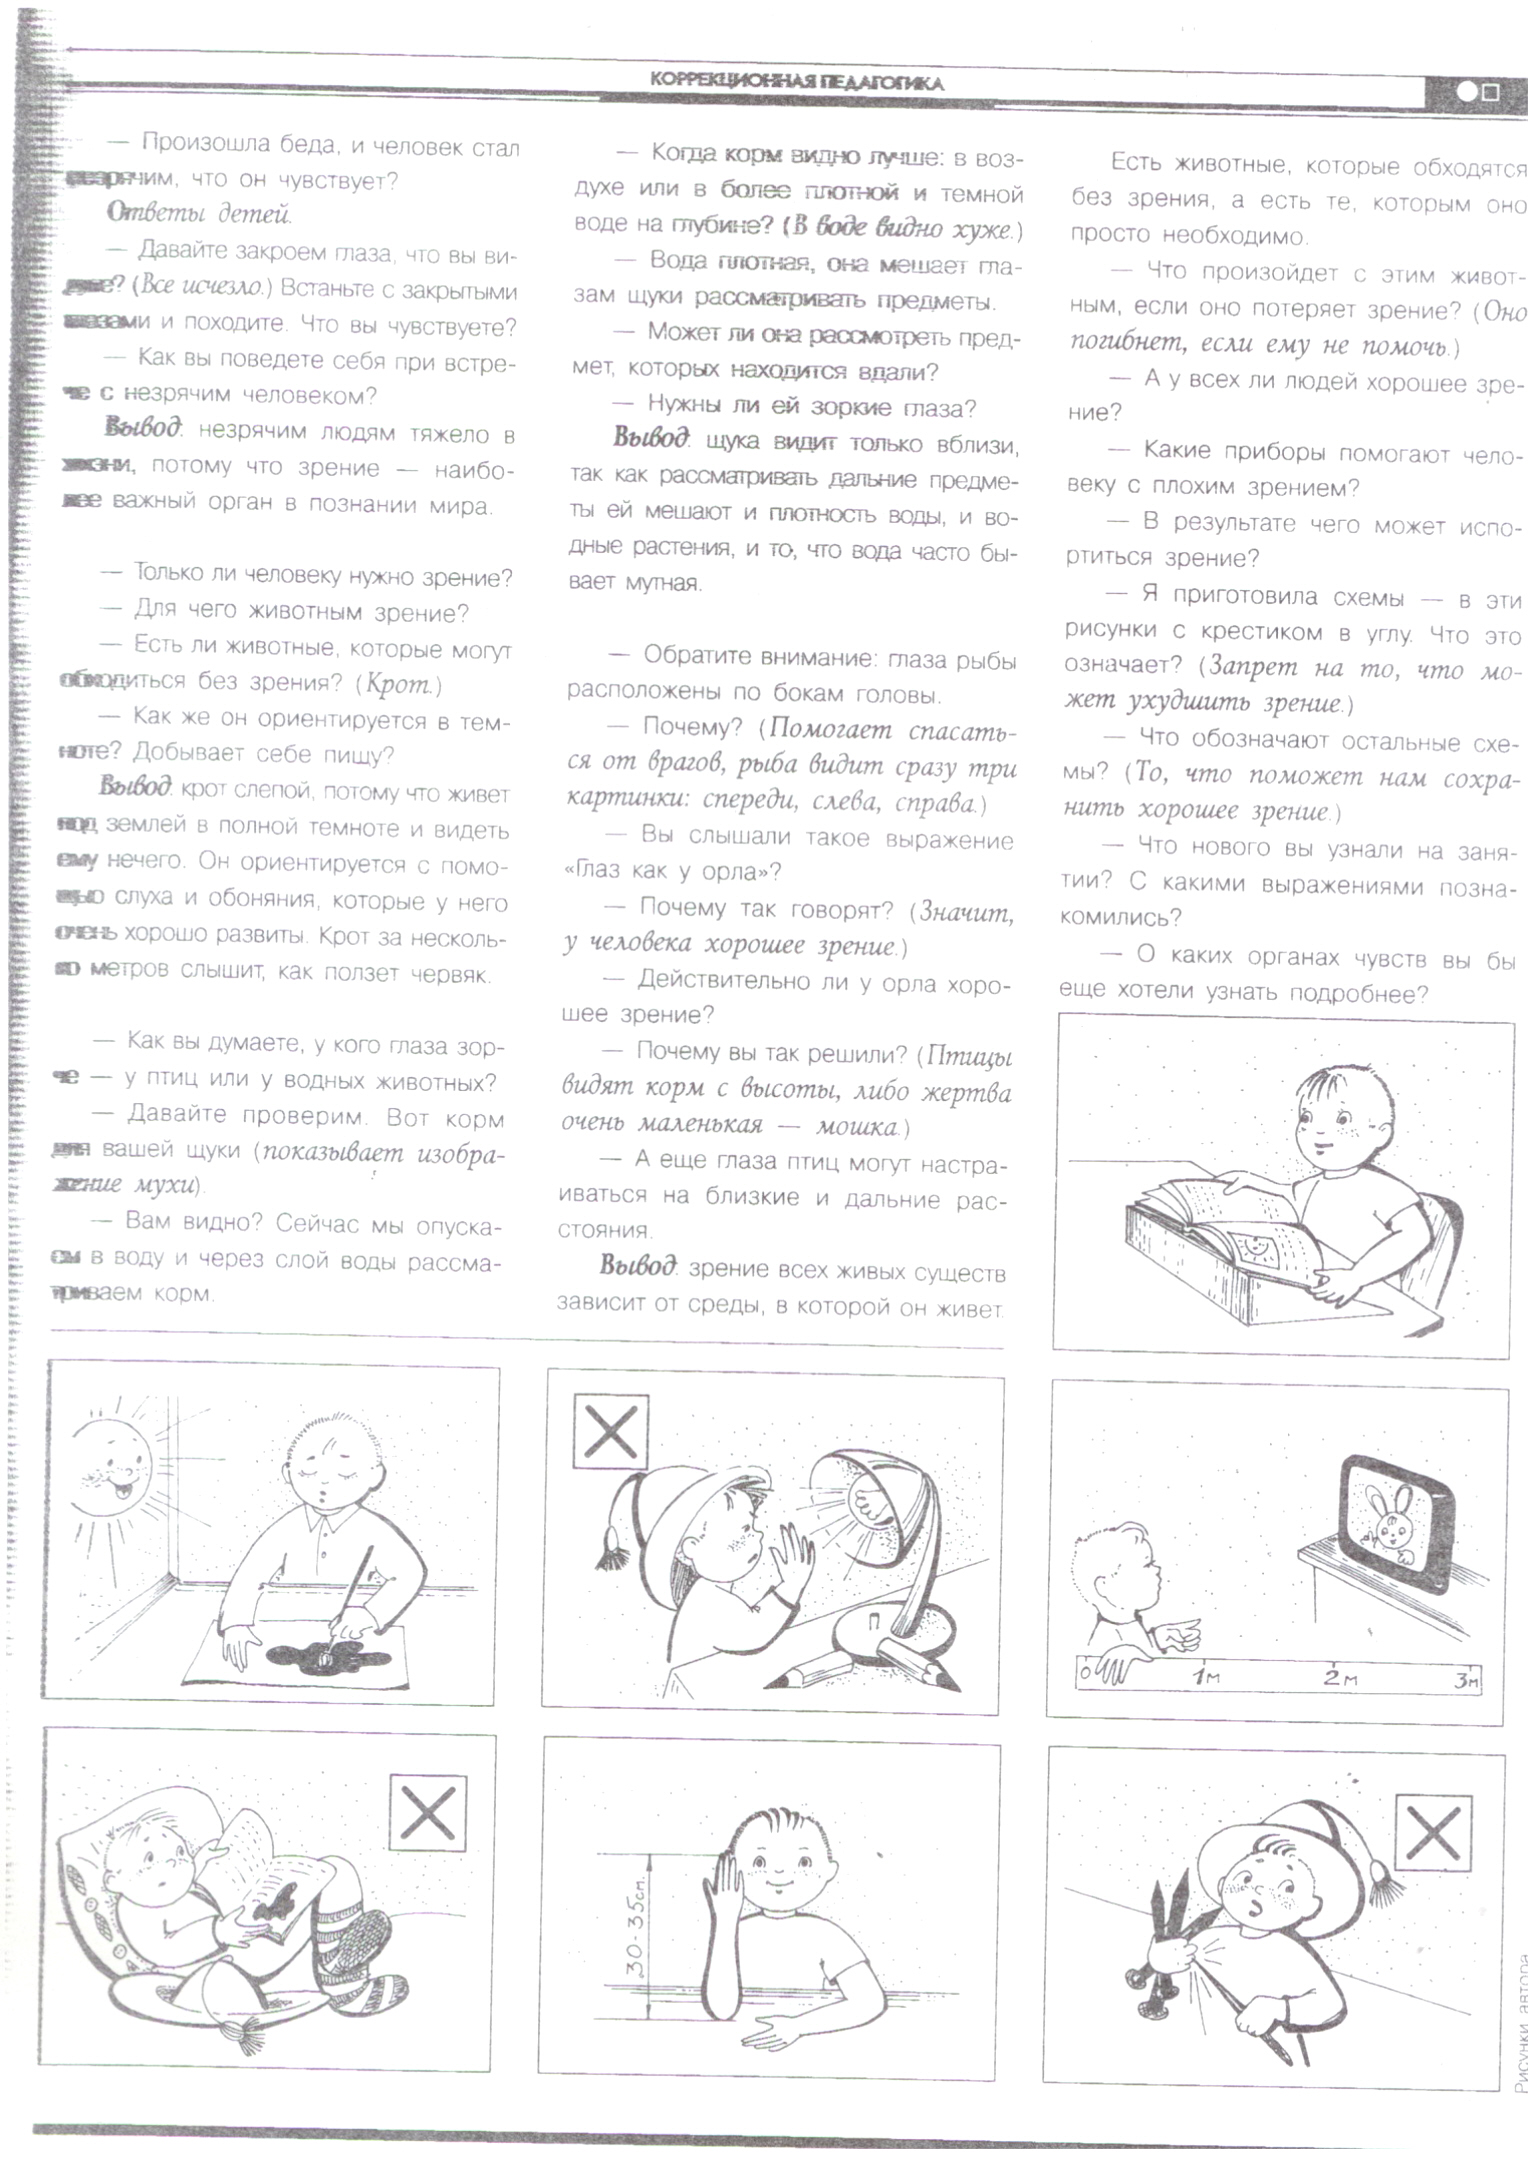 КОРРЕКЦИОННАЯ ПЕДАГОГИКА
— Произошла беда, и человек стал
незрячим, что он чувствует?
Ответы детей.
— Давайте закроем глаза, что вы ви-
дите? (Все исчезло.) Встаньте с закрытыми
глазами и походите. Что вы чувствуете?
— Как вы поведете себя при встре-
че с незрячим человеком?
Вывод: незрячим людям тяжело в
жизни, потому что зрение — наибо-
лее важный орган в познании мира.
— Только ли человеку нужно зрение?
— Для чего животным зрение?
— Есть ли животные, которые могут
обходиться без зрения? (Крот.)
— Как же он ориентируется в тем-
ноте? Добывает себе пищу?
Вывод: крот слепой, потому что живет
под землей в полной темноте и видеть
ему нечего. Он ориентируется с помо-
щью слуха и обоняния, которые у него
очень хорошо развиты. Крот за несколь-
ко метров слышит, как ползет червяк.
— Как вы думаете, у кого глаза зор-
че — у птиц или у водных животных?
— Давайте проверим. Вот корм
для вашей щуки (показывает изобра-
жение мухи).
— Вам видно? Сейчас мы опуска-
ем в воду и через слой воды рассма-
триваем корм.
— Когда корм видно лучше: в воз-
духе или в более плотной и темной
воде на глубине? (В воде видно хуже.)
— Вода плотная, она мешает гла-
зам щуки рассматривать предметы.
— Может ли она рассмотреть пред-
мет, которых находится вдали?
— Нужны ли ей зоркие глаза?
Вывод: щука видит только вблизи,
так как рассматривать дальние предме-
ты ей мешают и плотность воды, и во-
дные растения, и то, что вода часто бы-
вает мутная.
— Обратите внимание: глаза рыбы
расположены по бокам головы.
— Почему? (Помогает спасать-
ся от врагов, рыба видит сразу три
картинки: спереди, слева, справа.)
— Вы слышали такое выражение
«Глаз как у орла»?
— Почему так говорят? (Значит,
у человека хорошее зрение.)
— Действительно ли у орла хоро-
шее зрение?
— Почему вы так решили? (Птицы
видят корм с высоты, либо жертва
очень маленькая — мошка.)
— А еще глаза птиц могут настра-
иваться на близкие и дальние рас-
стояния.
Вывод: зрение всех живых существ
зависит от среды, в которой он живет.
Есть животные, которые обходятся
без зрения, а есть те, которым оно
просто необходимо.
— Что произойдет с этим живот-
ным, если оно потеряет зрение? (Оно
погибнет, если ему не помочь.)
— А у всех ли людей хорошее зре-
ние?
— Какие приборы помогают чело-
веку с плохим зрением?
— В результате чего может испо-
ртиться зрение?
— Я приготовила схемы — в эти
рисунки с крестиком в углу. Что это
означает? (Запрет на то, что мо-
жет ухудшить зрение.)
— Что обозначают остальные схе-
мы? (То, что поможет нам сохра-
нить хорошее зрение.)
— Что нового вы узнали на заня-
тии? С какими выражениями позна-
комились?
— О каких органах чувств вы бы
еще хотели узнать подробнее?
0 1м 2м 3м
30-35см.
Рисунки автора